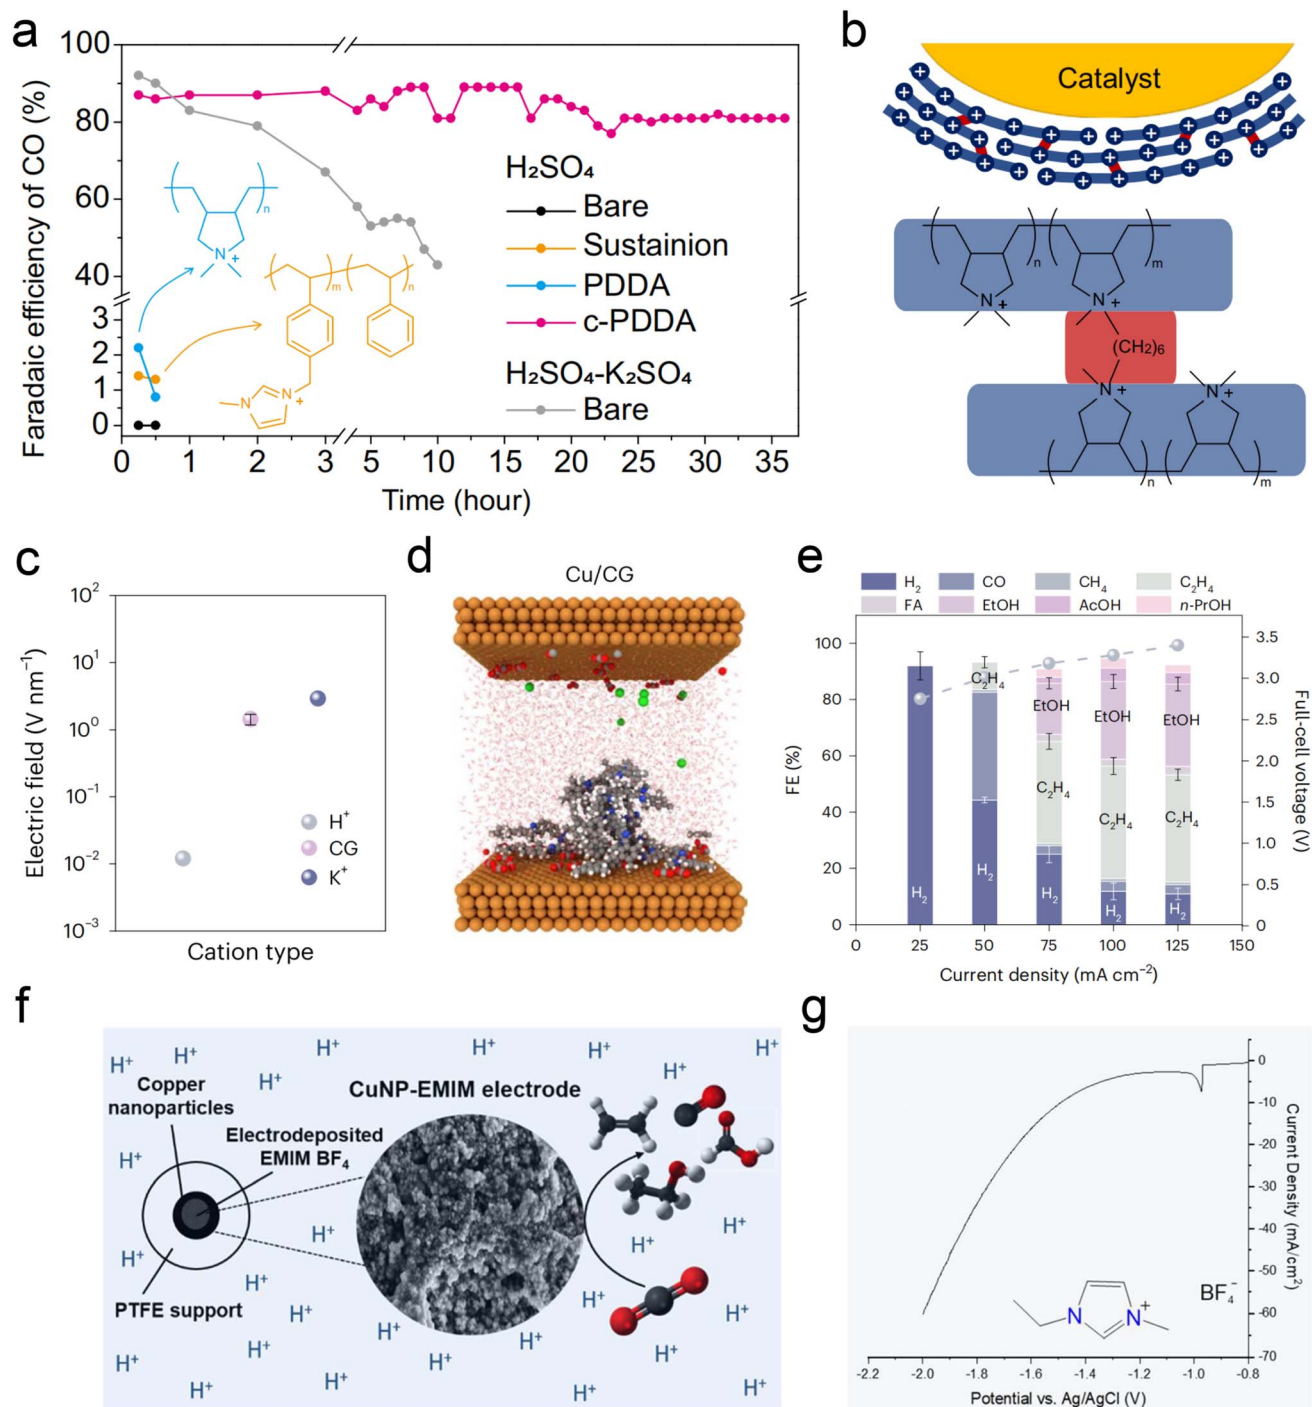 a
100
80
60
40
3
2
1
0
Faradaic efficiency of CO (%)
0 1 2 3 5 10 15 20 25 30 35
Time (hour)
H₂SO₄
Bare
Sustainion
PDDA
c-PDDA
H₂SO₄-K₂SO₄
Bare
n
N
+
m n
N N
+
b
Catalyst
+ + + + + + + + + + + + + + + + + + + + + + + + + +
n m
N + N +
(CH₂)₆
N + N +
n m
c
10²
10¹
10⁰
10⁻¹
10⁻²
10⁻³
Electric field (V nm⁻¹)
H⁺
CG
K⁺
Cation type
d
Cu/CG
e
H₂ CO CH₄ C₂H₄
FA EtOH AcOH n-PrOH
100
80
60
40
20
0
FE (%)
3.5
3.0
2.5
2.0
1.5
1.0
0.5
0
Full-cell voltage (V)
C₂H₄
EtOH EtOH EtOH
C₂H₄ C₂H₄ C₂H₄
H₂ H₂ H₂ H₂ H₂
0 25 50 75 100 125 150
Current density (mA cm⁻²)
f
H⁺ H⁺ H⁺ H⁺ H⁺
H⁺ H⁺
Copper
nanoparticles
CuNP-EMIM electrode
Electrodeposited
EMIM BF₄
H⁺
H⁺ H⁺ H⁺
H⁺ H⁺
PTFE support
H⁺ H⁺
H⁺ H⁺ H⁺
H⁺ H⁺ H⁺
H⁺ H⁺ H⁺
g
0
-10
-20
-30
-40
-50
-60
-70
Current Density (mA/cm²)
BF₄⁻
N N
+
-2.2 -2.0 -1.8 -1.6 -1.4 -1.2 -1.0 -0.8
Potential vs. Ag/AgCl (V)